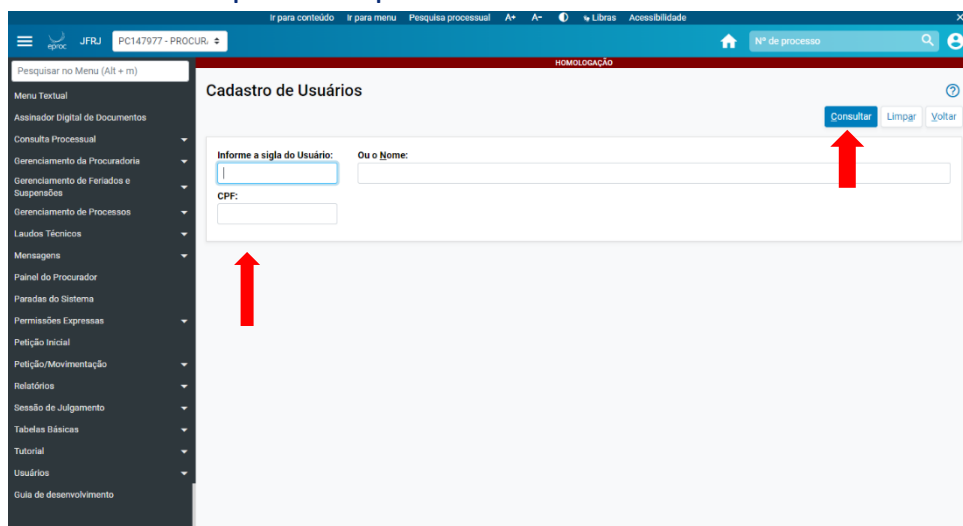 Ir para conteúdo Ir para menu Pesquisa processual A+ A- Libras Acessibilidade X
eproc JFRJ PC147977 - PROCUR. Nº de processo
HOMOLOGAÇÃO
Pesquisar no Menu (Alt + m)
Menu Textual
Assinador Digital de Documentos
Consulta Processual
Gerenciamento da Procuradoria
Gerenciamento de Feriados e
Suspensões
Gerenciamento de Processos
Laudos Técnicos
Mensagens
Painel do Procurador
Paradas do Sistema
Permissões Expressas
Petição Inicial
Petição/Movimentação
Relatórios
Sessão de Julgamento
Tabelas Básicas
Tutorial
Usuários
Guia de desenvolvimento
Cadastro de Usuários
Consultar Limpar Voltar
Informe a sigla do Usuário: Ou o Nome:
CPF: